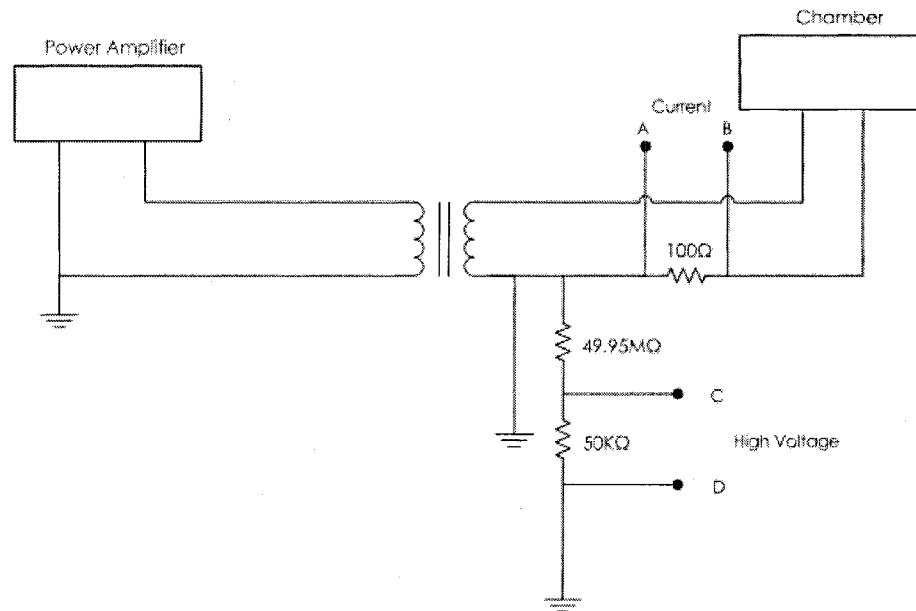 Chamber
Power Amplifier
Current
A
B
100Ω
49.95MΩ
C
50KΩ
High Voltage
D